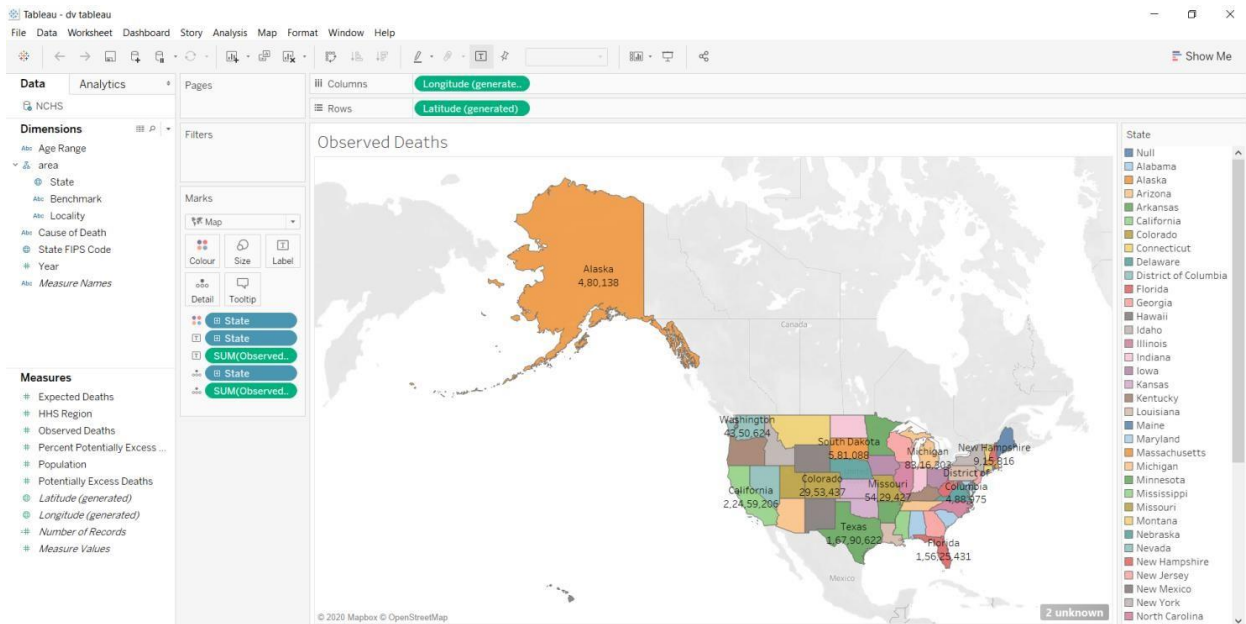 Tableau - dv tableau
File Data Worksheet Dashboard Story Analysis Map Format Window Help
Show Me
Data Analytics
NCHS
Dimensions
Abc Age Range
area
State
Abc Benchmark
Abc Locality
Abc Cause of Death
State FIPS Code
# Year
Abc Measure Names
Measures
# Expected Deaths
# HHS Region
# Observed Deaths
# Percent Potentially Excess ...
# Population
# Potentially Excess Deaths
Latitude (generated)
Longitude (generated)
# Number of Records
# Measure Values
Pages
Filters
Marks
Map
Colour Size Label
Detail Tooltip
State
State
SUM(Observed..
State
SUM(Observed..
Columns Longitude (generate..
Rows Latitude (generated)
Observed Deaths
Alaska
4,80,138
Canada
Washington
43,50,624
South Dakota
5,81,088
Michigan
83,16,303
New Hampshire
9,15,816
District of
Columbia
4,88,975
California
2,24,59,206
Colorado
29,53,437
Missouri
54,29,427
Texas
1,67,90,622
Florida
1,56,25,431
Mexico
© 2020 Mapbox © OpenStreetMap
2 unknown
State
Null
Alabama
Alaska
Arizona
Arkansas
California
Colorado
Connecticut
Delaware
District of Columbia
Florida
Georgia
Hawaii
Idaho
Illinois
Indiana
Iowa
Kansas
Kentucky
Louisiana
Maine
Maryland
Massachusetts
Michigan
Minnesota
Mississippi
Missouri
Montana
Nebraska
Nevada
New Hampshire
New Jersey
New Mexico
New York
North Carolina